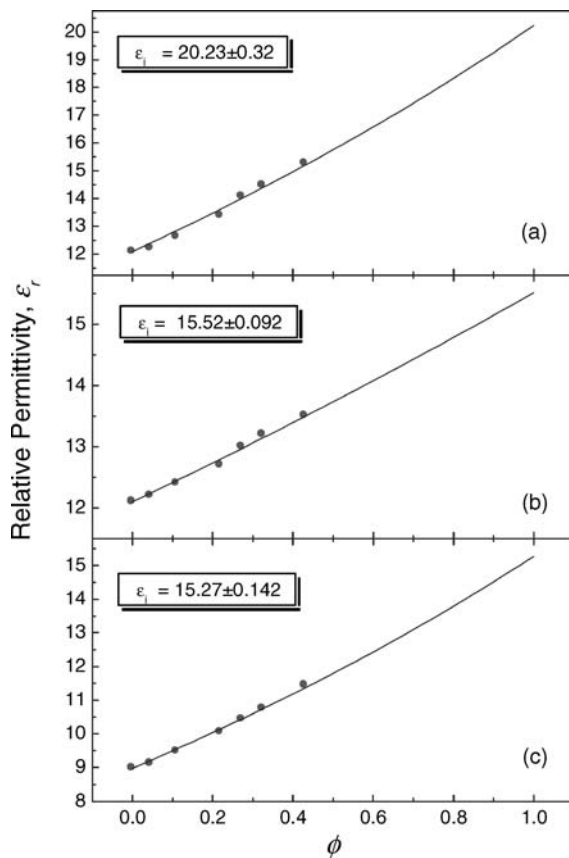 20
19
18
17
16
15
14
13
12
εi = 20.23±0.32
(a)
15
14
13
12
εi = 15.52±0.092
(b)
15
14
13
12
11
10
9
8
εi = 15.27±0.142
(c)
Relative Permittivity, εr
0.0 0.2 0.4 0.6 0.8 1.0
ϕ